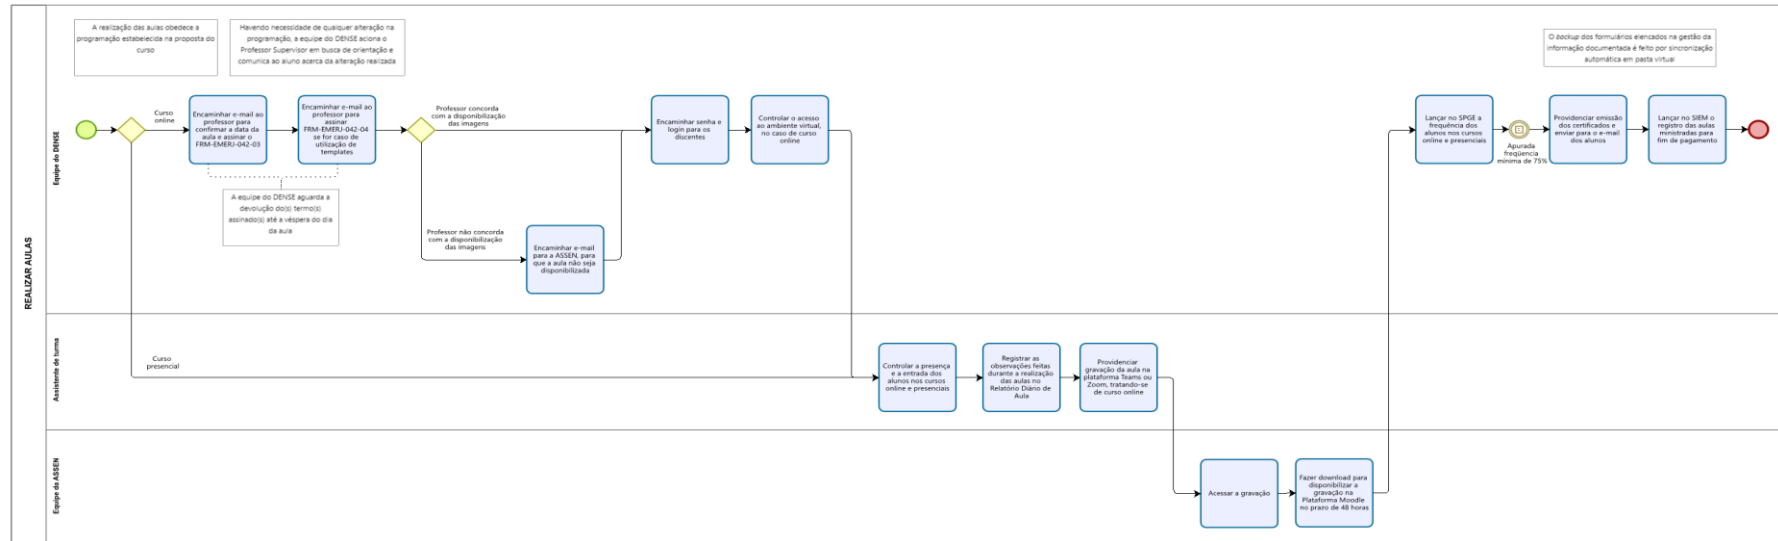 REALIZAR AULAS
Equipe do DENSE
A realização das aulas obedece a
programação estabelecida na proposta do
curso
Havendo necessidade de qualquer alteração na
programação, a equipe do DENSE aciona o
Professor Supervisor em busca de orientação e
comunica ao aluno acerca da alteração realizada
O backup dos formulários elencados na gestão da
informação documentada é feito por sincronização
automática em pasta virtual
Curso
online
Encaminhar e-mail ao
professor para
confirmar a data da
aula e assinar o
FRM-EMERJ-042-03
Encaminhar e-mail ao
professor para
assinar
FRM-EMERJ-042-04
se for caso de
utilização de
templates
A equipe do DENSE aguarda a
devolução do(s) termo(s)
assinado(s) até a véspera do dia
da aula
Professor concorda
com a disponibilização
das imagens
Professor não concorda
com a disponibilização
das imagens
Encaminhar e-mail
para a ASSEN, para
que a aula não seja
disponibilizada
Encaminhar senha e
login para os
discentes
Controlar o acesso
ao ambiente virtual,
no caso de curso
online
Lançar no SPGE a
frequência dos
alunos nos cursos
online e presenciais
Apurada
freqüencia
mínima de 75%
Providenciar emissão
dos certificados e
enviar para o e-mail
dos alunos
Lançar no SIEM o
registro das aulas
ministradas para
fim de pagamento
Assistente de turma
Curso
presencial
Controlar a presença
e a entrada dos
alunos nos cursos
online e presenciais
Registrar as
observações feitas
durante a realização
das aulas no
Relatório Diário de
Aula
Providenciar
gravação da aula na
plataforma Teams ou
Zoom, tratando-se
de curso online
Equipe da ASSEN
Acessar a gravação
Fazer download para
disponibilizar a
gravação na
Plataforma Moodle
no prazo de 48 horas